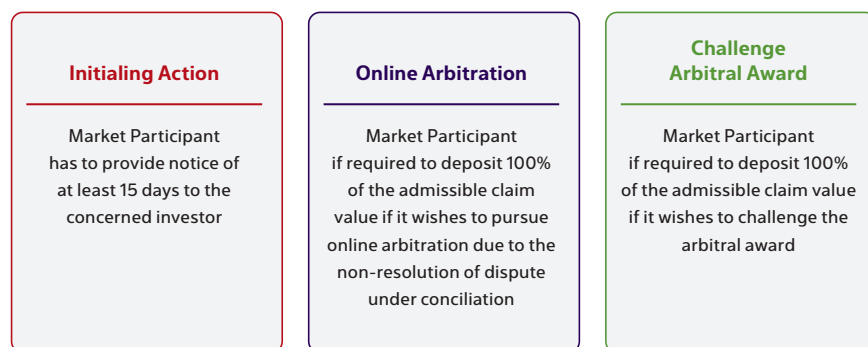 Initialing Action
Market Participant
has to provide notice of
at least 15 days to the
concerned investor
Online Arbitration
Market Participant
if required to deposit 100%
of the admissible claim
value if it wishes to pursue
online arbitration due to the
non-resolution of dispute
under conciliation
Challenge
Arbitral Award
Market Participant
if required to deposit 100%
of the admissible claim value
if it wishes to challenge the
arbitral award